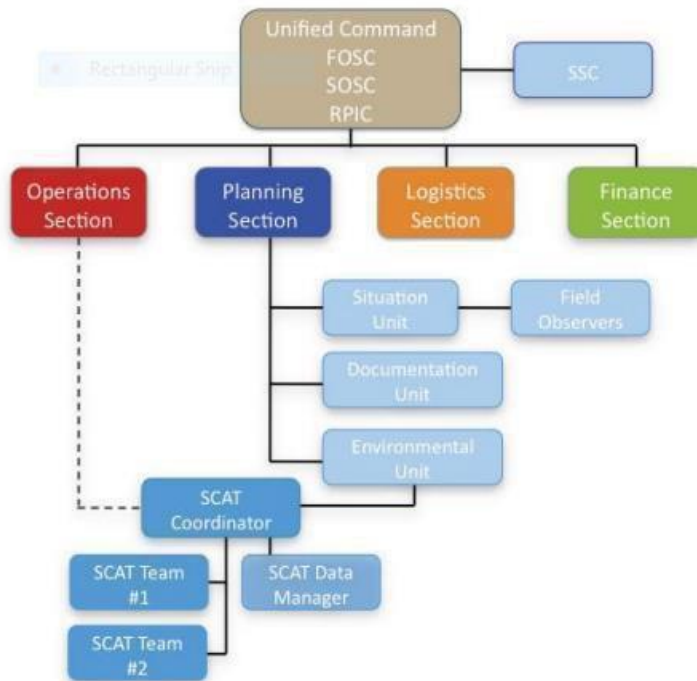 Unified Command
FOSC
SOSC
RPIC
SSC
Rectangular Snip
Operations
Section
Planning
Section
Logistics
Section
Finance
Section
Situation
Unit
Field
Observers
Documentation
Unit
Environmental
Unit
SCAT
Coordinator
SCAT Team
#1
SCAT Data
Manager
SCAT Team
#2